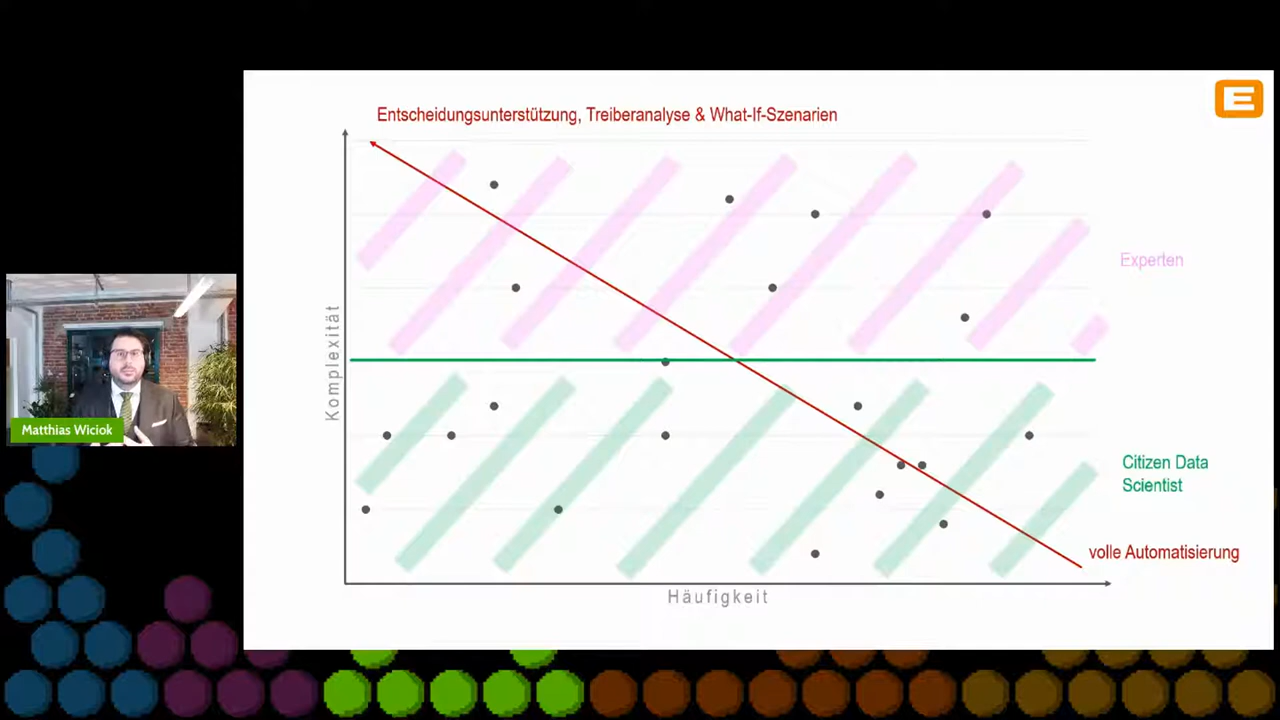 E
Entscheidungsunterstützung, Treiberanalyse & What-If-Szenarien
Komplexität
Experten
Matthias Wiciok
Citizen Data
Scientist
volle Automatisierung
Häufigkeit